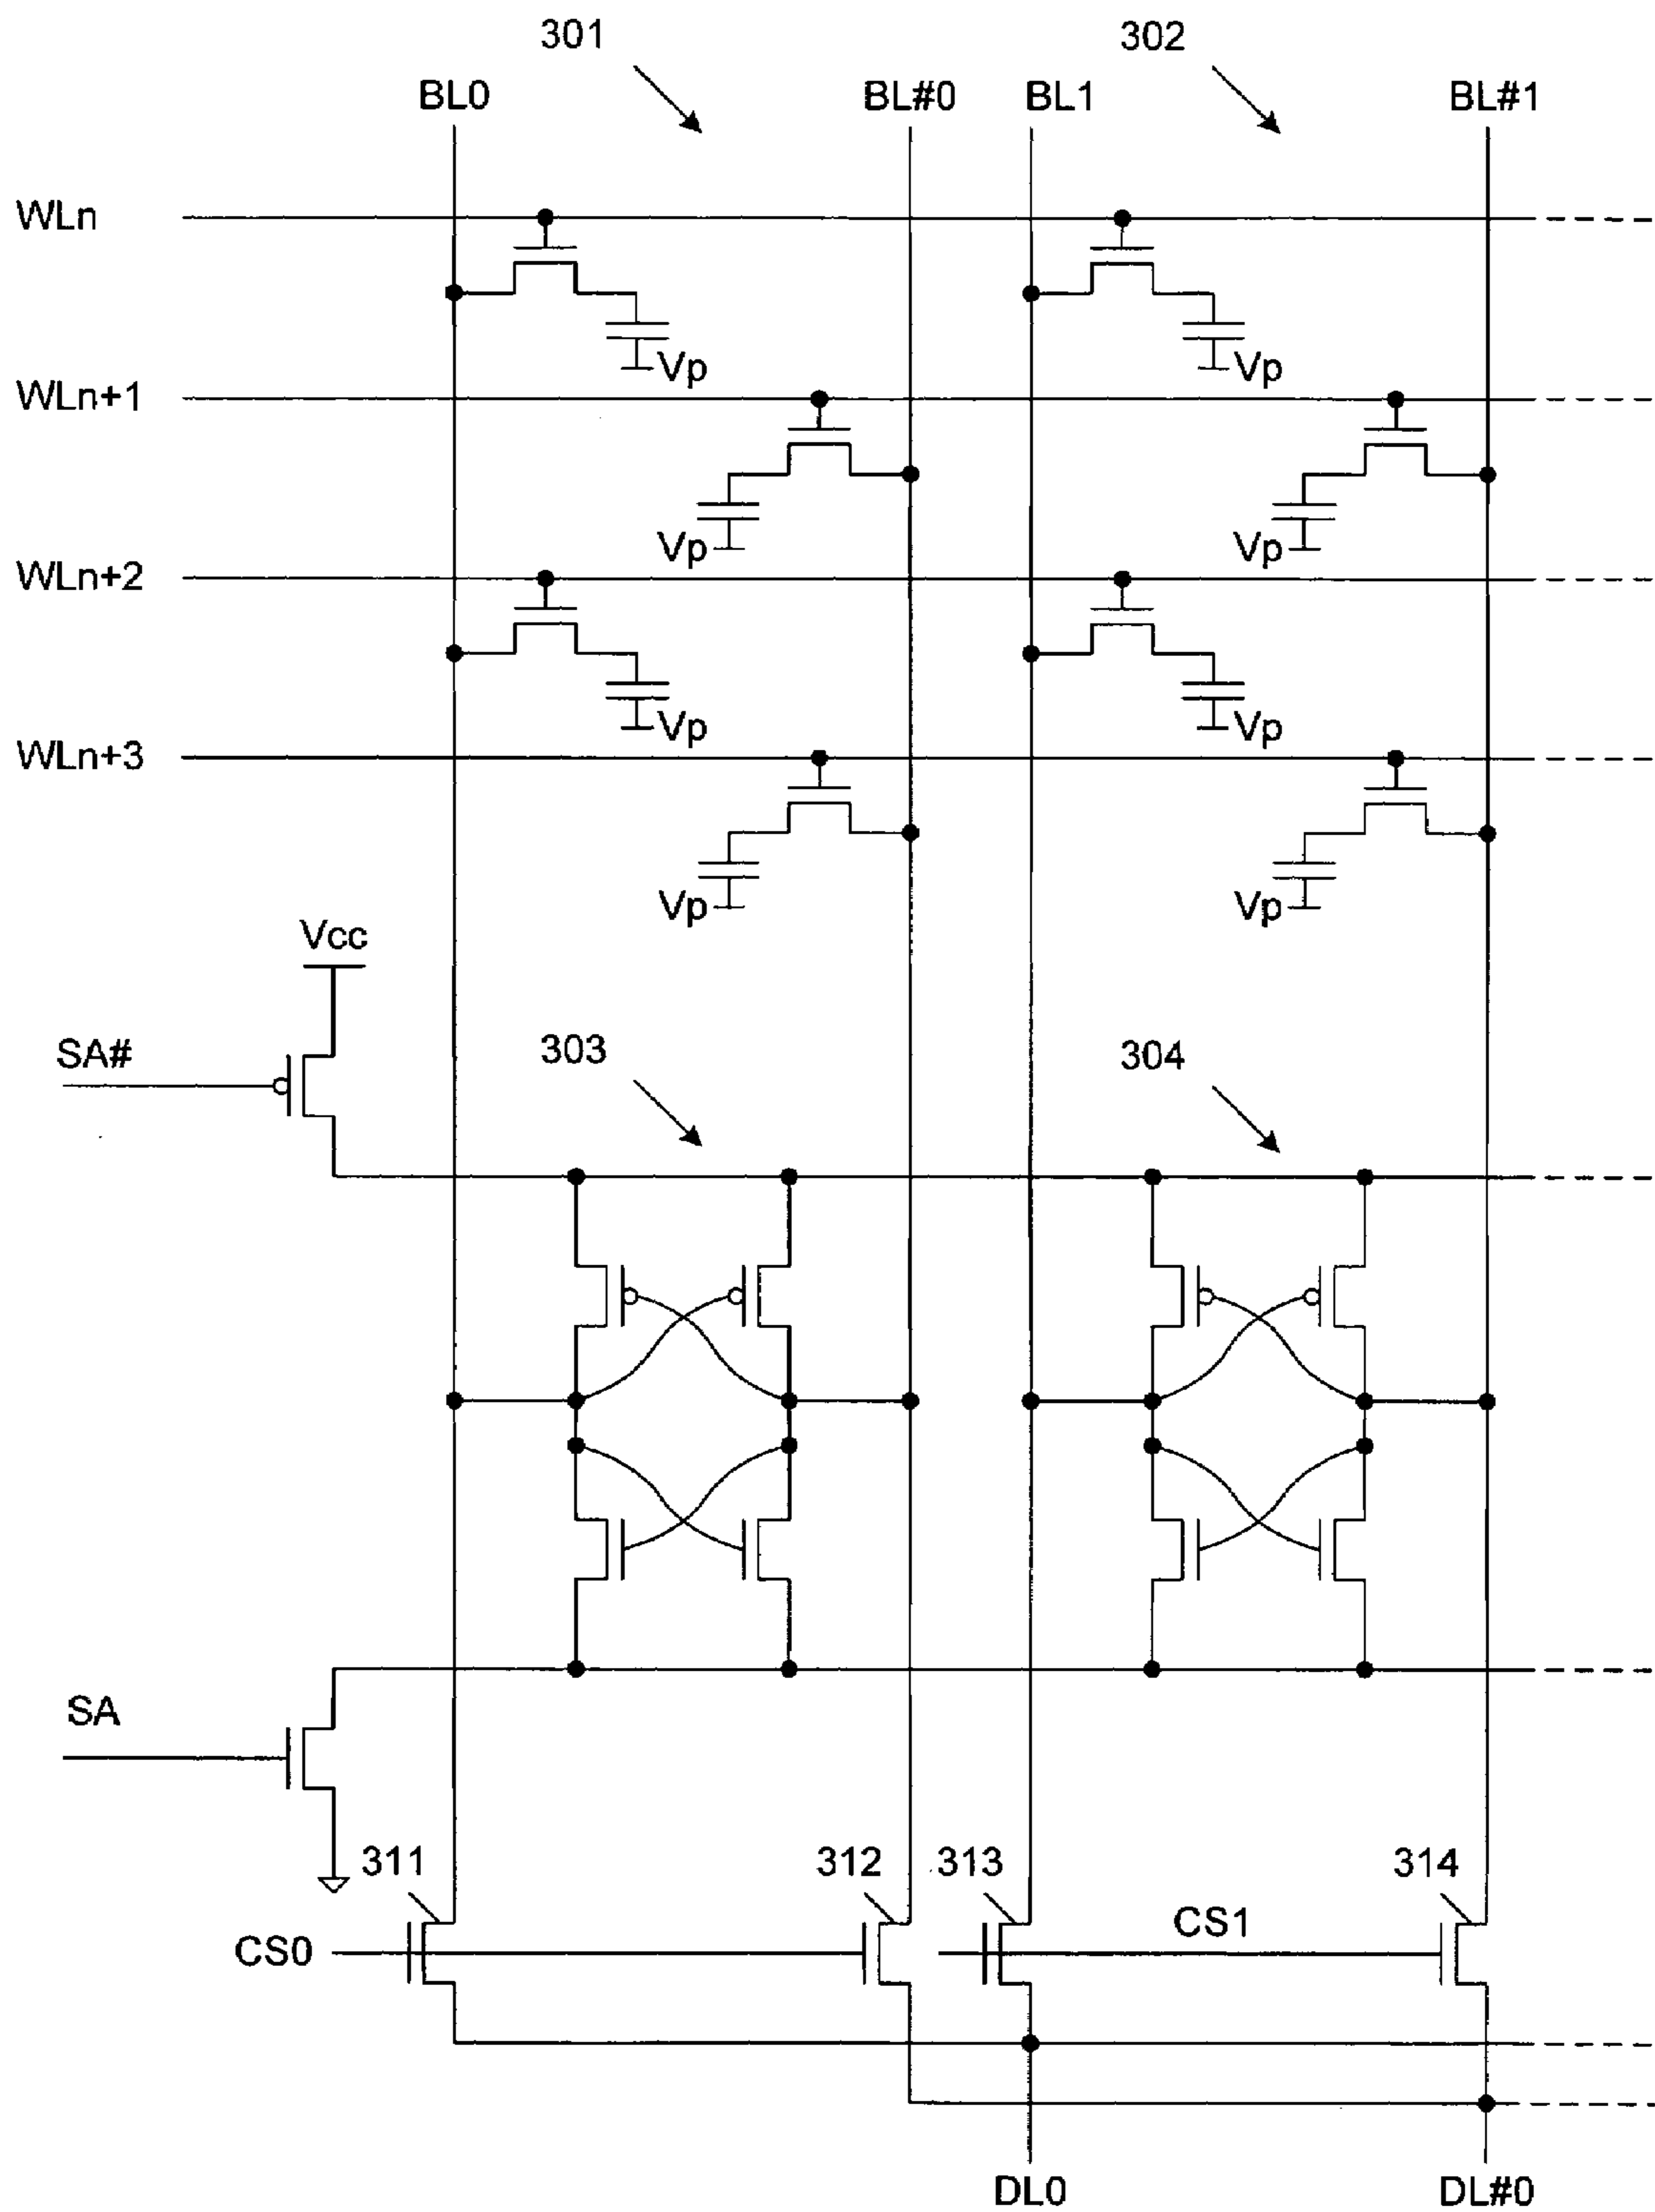 301 302
BL0 BL#0 BL1 BL#1
WLn
Vp Vp
WLn+1
Vp Vp
WLn+2
Vp Vp
WLn+3
Vp Vp
Vcc
SA# 303 304
SA
311 312 313 314
CS0 CS1
DL0 DL#0